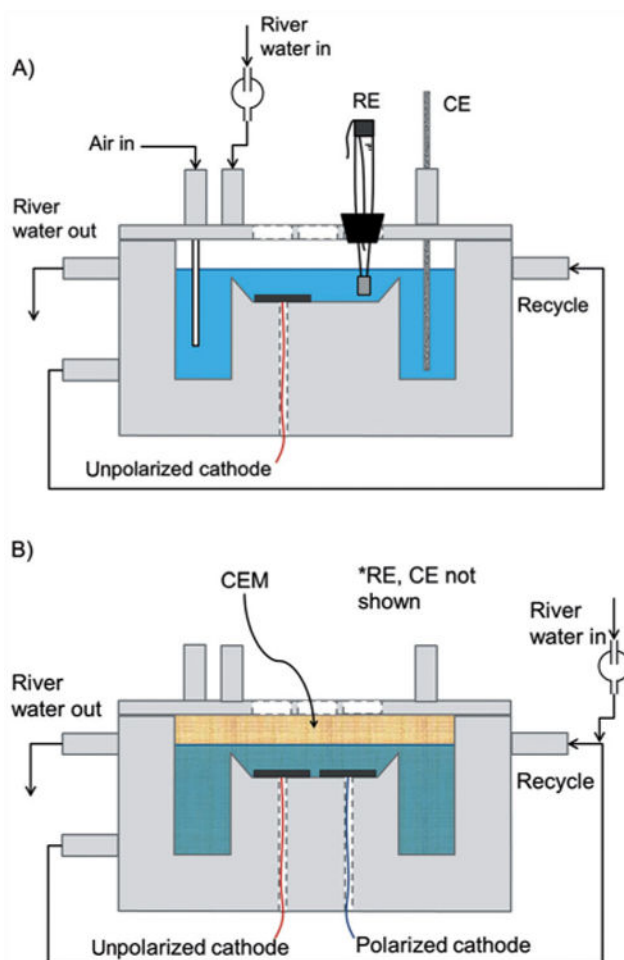 A)
River
water in
RE
CE
Air in
River
water out
Recycle
Unpolarized cathode
B)
CEM
*RE, CE not
shown
River
water in
River
water out
Recycle
Unpolarized cathode
Polarized cathode